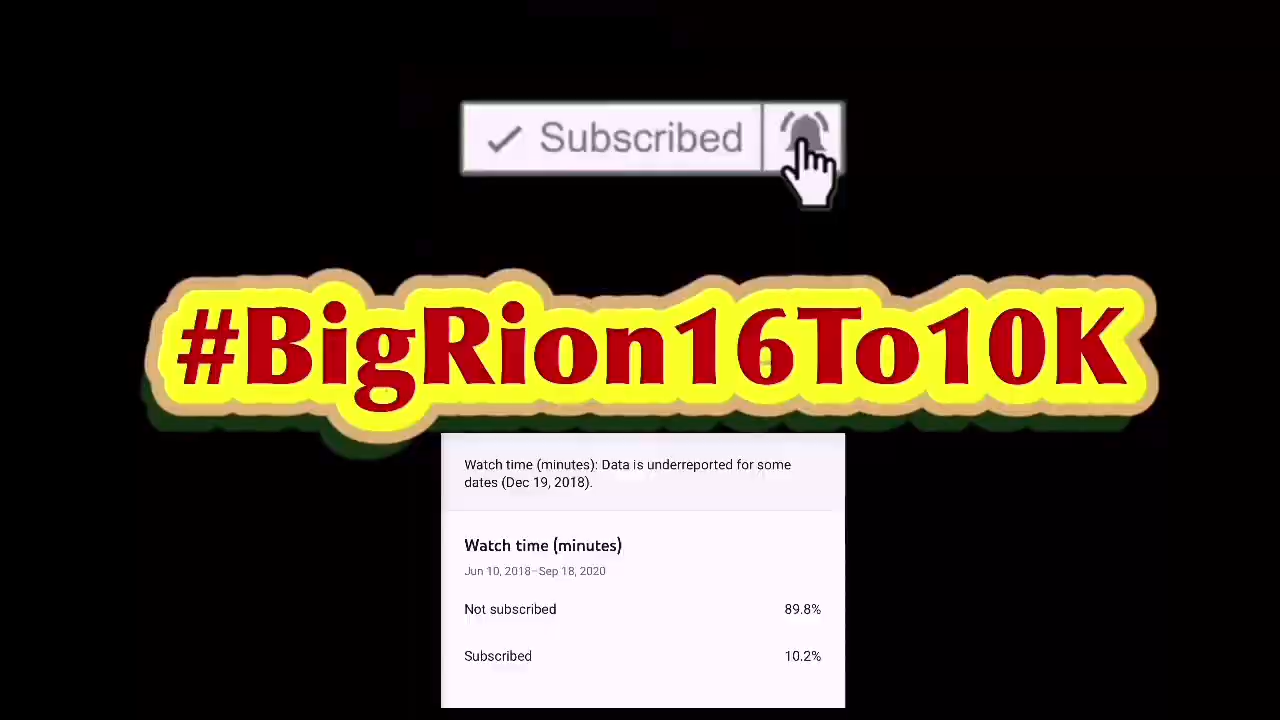 Subscribed
#BigRion16To10K
Watch time (minutes): Data is underreported for some
dates (Dec 19, 2018).
Watch time (minutes)
Jun 10, 2018–Sep 18, 2020
Not subscribed 89.8%
Subscribed 10.2%